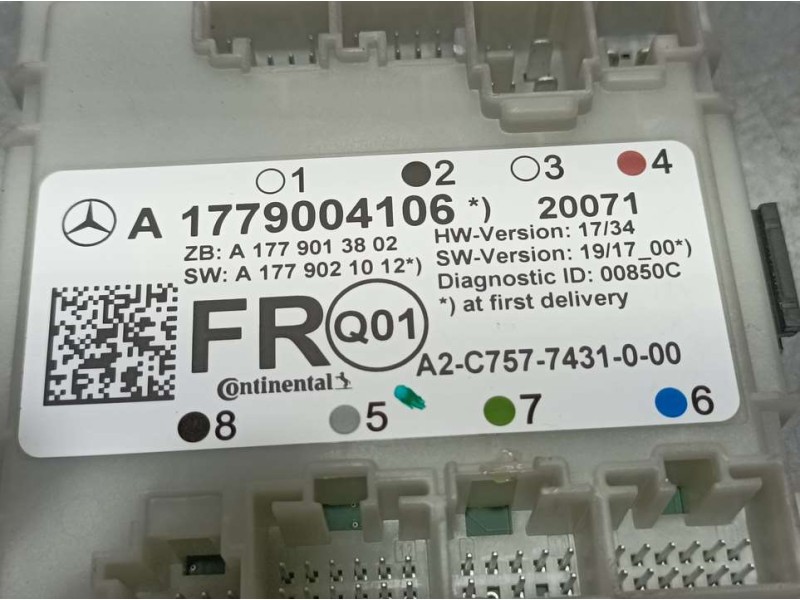 1 2 3 4
A 1779004106 *) 20071
ZB: A 177 901 38 02
SW: A 177 902 10 12*)
HW-Version: 17/34
SW-Version: 19/17_00*)
Diagnostic ID: 00850C
*) at first delivery
FR Q01
Continental
A2-C757-7431-0-00
8 5 7 6